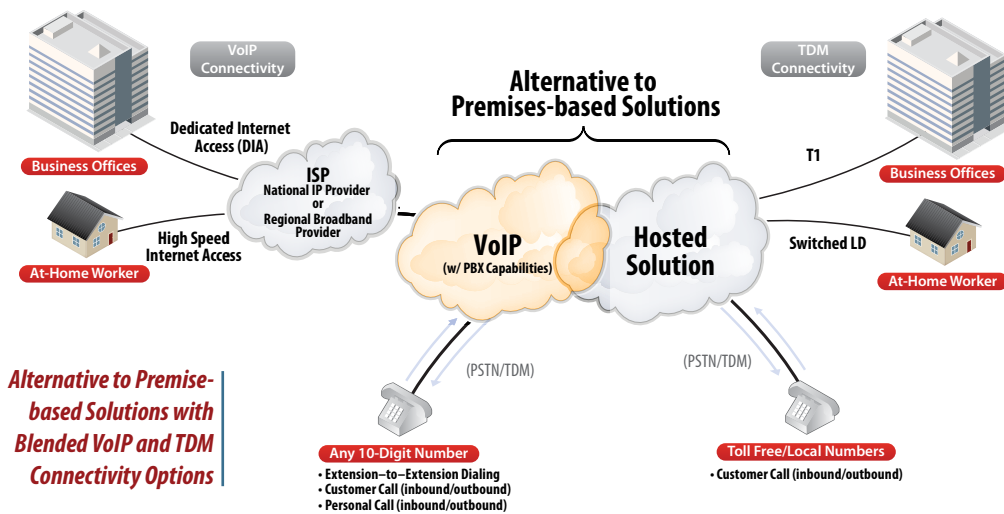 VoIP
Connectivity
TDM
Connectivity
Alternative to
Premises-based Solutions
Dedicated Internet
Access (DIA)
Business Offices
ISP
National IP Provider
or
Regional Broadband
Provider
High Speed
Internet Access
At-Home Worker
VoIP
(w/ PBX Capabilities)
Hosted
Solution
T1
Business Offices
Switched LD
At-Home Worker
(PSTN/TDM)
(PSTN/TDM)
Alternative to Premise-
based Solutions with
Blended VoIP and TDM
Connectivity Options
Any 10-Digit Number
• Extension–to–Extension Dialing
• Customer Call (inbound/outbound)
• Personal Call (inbound/outbound)
Toll Free/Local Numbers
• Customer Call (inbound/outbound)